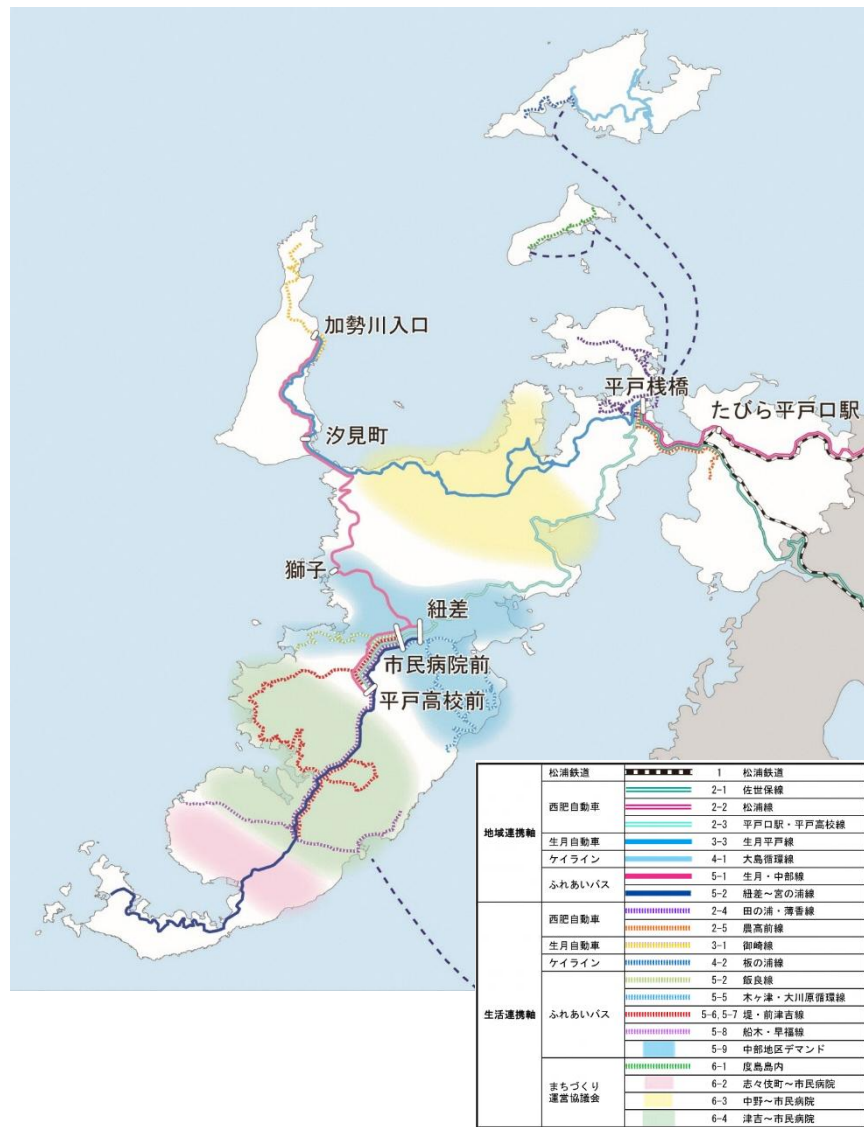 加勢川入口
汐見町
平戸桟橋
たびら平戸口駅
獅子
紐差
市民病院前
平戸高校前
地域連携軸
松浦鉄道 1 松浦鉄道
西肥自動車
2-1 佐世保線
2-2 松浦線
2-3 平戸口駅・平戸高校線
生月自動車 3-3 生月平戸線
ケイライン 4-1 大島循環線
ふれあいバス
5-1 生月・中部線
5-2 紐差～宮の浦線
生活連携軸
西肥自動車
2-4 田の浦・薄香線
2-5 農高前線
生月自動車 3-1 御崎線
ケイライン 4-2 板の浦線
ふれあいバス
5-2 飯良線
5-5 木ヶ津・大川原循環線
5-6, 5-7 堤・前津吉線
5-8 船木・早福線
5-9 中部地区デマンド
まちづくり
運営協議会
6-1 度島島内
6-2 志々伎町～市民病院
6-3 中野～市民病院
6-4 津吉～市民病院